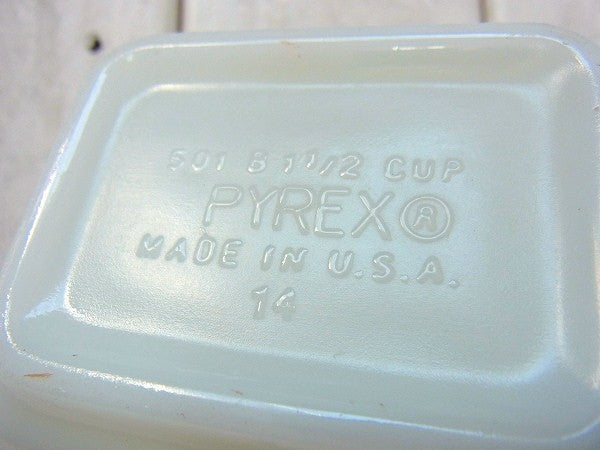 501 B 1 1/2 CUP
PYREX ®
MADE IN U.S.A.
14